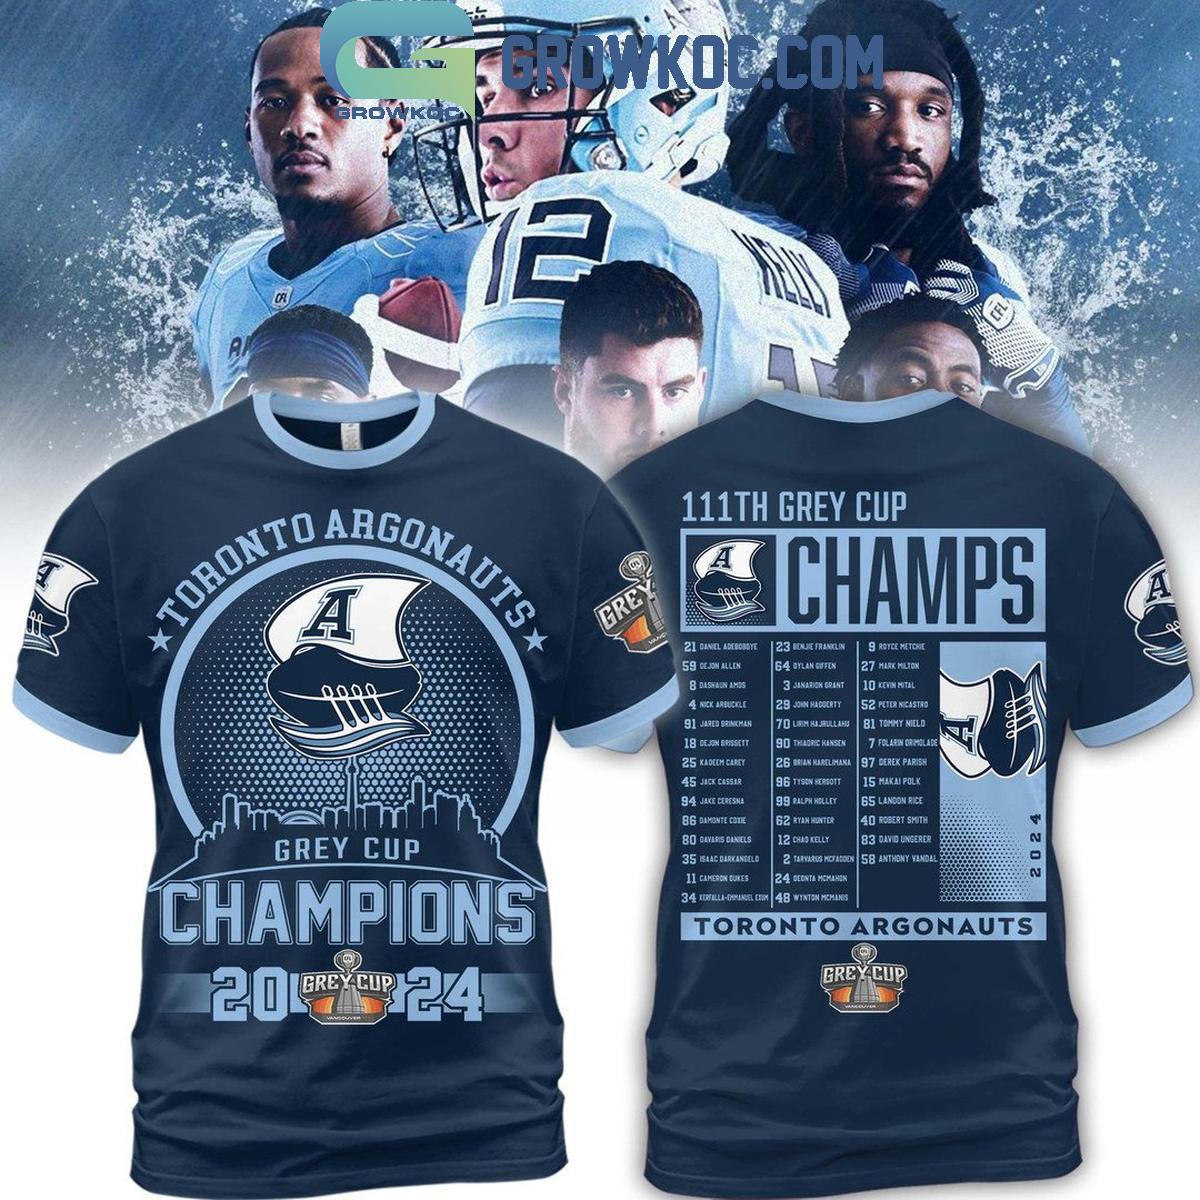 GROWKOC.COM
GROWKOC
12
KELLY
CFL
CFL
TORONTO ARGONAUTS
A
GREY CUP
CHAMPIONS
20 GREY CUP 24
VANCOUVER
A
A
GREY
111TH GREY CUP
A
CHAMPS
21 DANIEL ADEBOBOYE
59 DEJON ALLEN
8 DASHAUN AMOS
4 NICK ARBUCKLE
91 JARED BRINKMAN
18 DEJON BRISSETT
25 KADEEM CAREY
45 JACK CASSAR
94 JAKE CERESNA
86 DAMONTE COXIE
80 DAVARIS DANIELS
35 ISAAC DARKANGELO
11 CAMERON DUKES
34 KERFALLA-EMMANUEL EXUM
23 BENJIE FRANKLIN
64 DYLAN GIFFEN
3 JANARION GRANT
29 JOHN HAGGERTY
70 LIRIM HAJRULLAHU
90 THIADRIC HANSEN
26 BRIAN HARELIMANA
96 TYSON HERGOTT
99 RALPH HOLLEY
62 RYAN HUNTER
12 CHAD KELLY
2 TARVARUS MCFADDEN
24 DEONTA MCMAHON
48 WYNTON MCMANIS
9 ROYCE METCHIE
27 MARK MILTON
10 KEVIN MITAL
52 PETER NICASTRO
81 TOMMY NIELD
7 FOLARIN ORIMOLADE
97 DEREK PARISH
15 MAKAI POLK
65 LANDON RICE
40 ROBERT SMITH
83 DAVID UNGERER
58 ANTHONY VANDAL
A
2024
TORONTO ARGONAUTS
GREY CUP
VANCOUVER
A